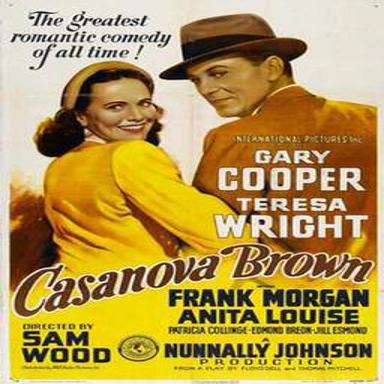 The greatest
romantic comedy
of all time!
INTERNATIONAL PICTURES Inc.
GARY
COOPER
TERESA
WRIGHT
Casanova Brown
FRANK MORGAN
ANITA LOUISE
PATRICIA COLLINGE-EDMOND BREON-JILL ESMOND
DIRECTED BY
SAM
WOOD
NUNNALLY JOHNSON
PRODUCTION
FROM A PLAY BY FLOYD DELL and THOMAS MITCHELL